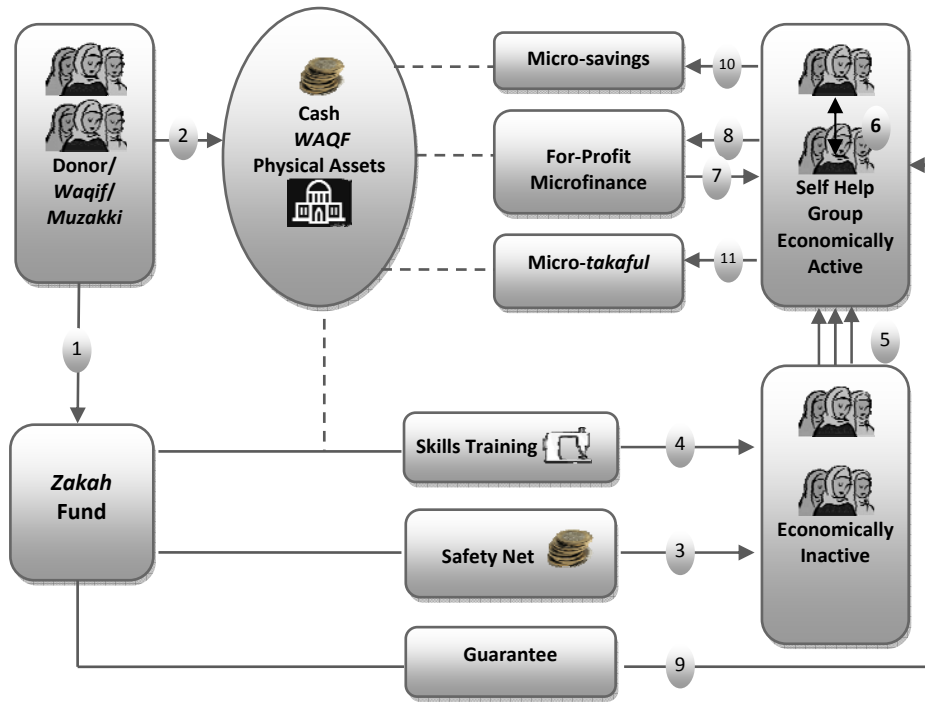 Donor/
Waqif/
Muzakki
2
Cash
WAQF
Physical Assets
Micro-savings
10
For-Profit
Microfinance
8
7
Micro-takaful
11
6
Self Help
Group
Economically
Active
1
5
Zakah
Fund
Skills Training
4
Safety Net
3
Economically
Inactive
Guarantee
9